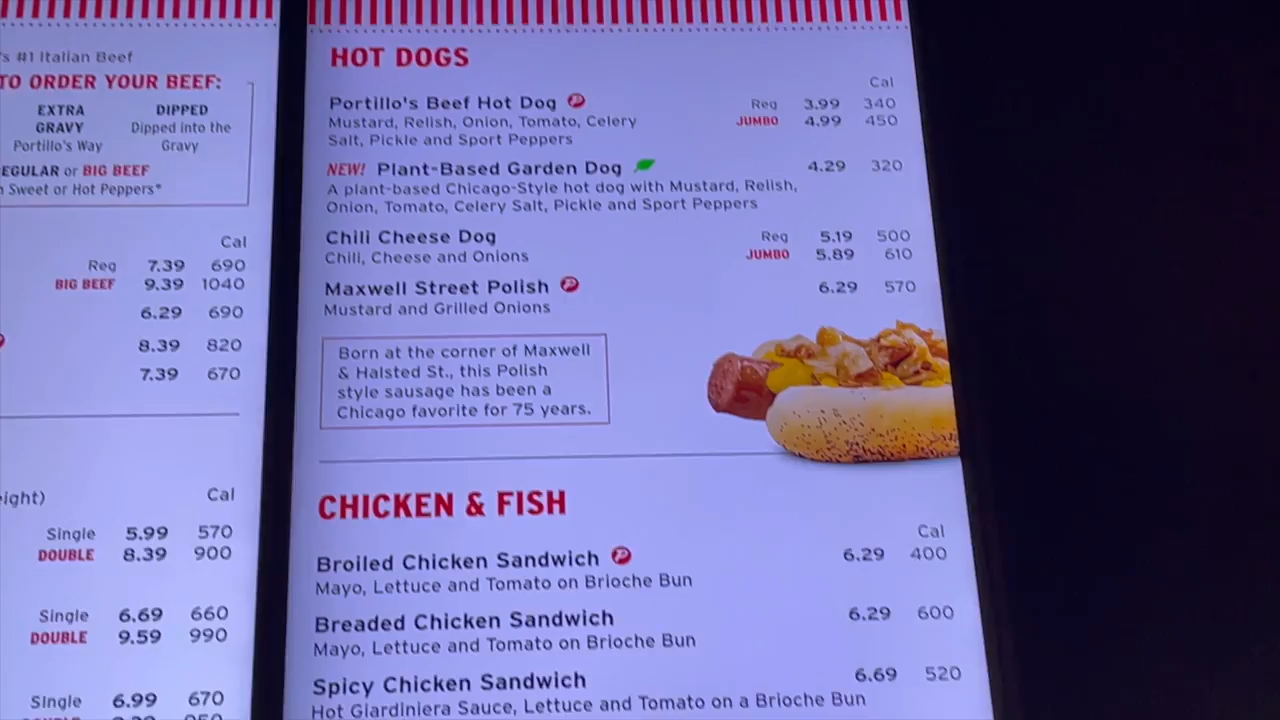 's #1 Italian Beef
TO ORDER YOUR BEEF:
EXTRA GRAVY
Portillo's Way
DIPPED
Dipped into the Gravy
EGULAR or BIG BEEF
Sweet or Hot Peppers*
Cal
Reg 7.39 690
BIG BEEF 9.39 1040
6.29 690
8.39 820
7.39 670
eight)
Cal
Single 5.99 570
DOUBLE 8.39 900
Single 6.69 660
DOUBLE 9.59 990
Single 6.99 670
HOT DOGS
Cal
Portillo's Beef Hot Dog Reg 3.99 340
Mustard, Relish, Onion, Tomato, Celery JUMBO 4.99 450
Salt, Pickle and Sport Peppers
NEW! Plant-Based Garden Dog 4.29 320
A plant-based Chicago-Style hot dog with Mustard, Relish,
Onion, Tomato, Celery Salt, Pickle and Sport Peppers
Chili Cheese Dog Reg 5.19 500
Chili, Cheese and Onions JUMBO 5.89 610
Maxwell Street Polish 6.29 570
Mustard and Grilled Onions
Born at the corner of Maxwell
& Halsted St., this Polish
style sausage has been a
Chicago favorite for 75 years.
CHICKEN & FISH
Cal
Broiled Chicken Sandwich 6.29 400
Mayo, Lettuce and Tomato on Brioche Bun
Breaded Chicken Sandwich 6.29 600
Mayo, Lettuce and Tomato on Brioche Bun
Spicy Chicken Sandwich 6.69 520
Hot Giardiniera Sauce, Lettuce and Tomato on a Brioche Bun